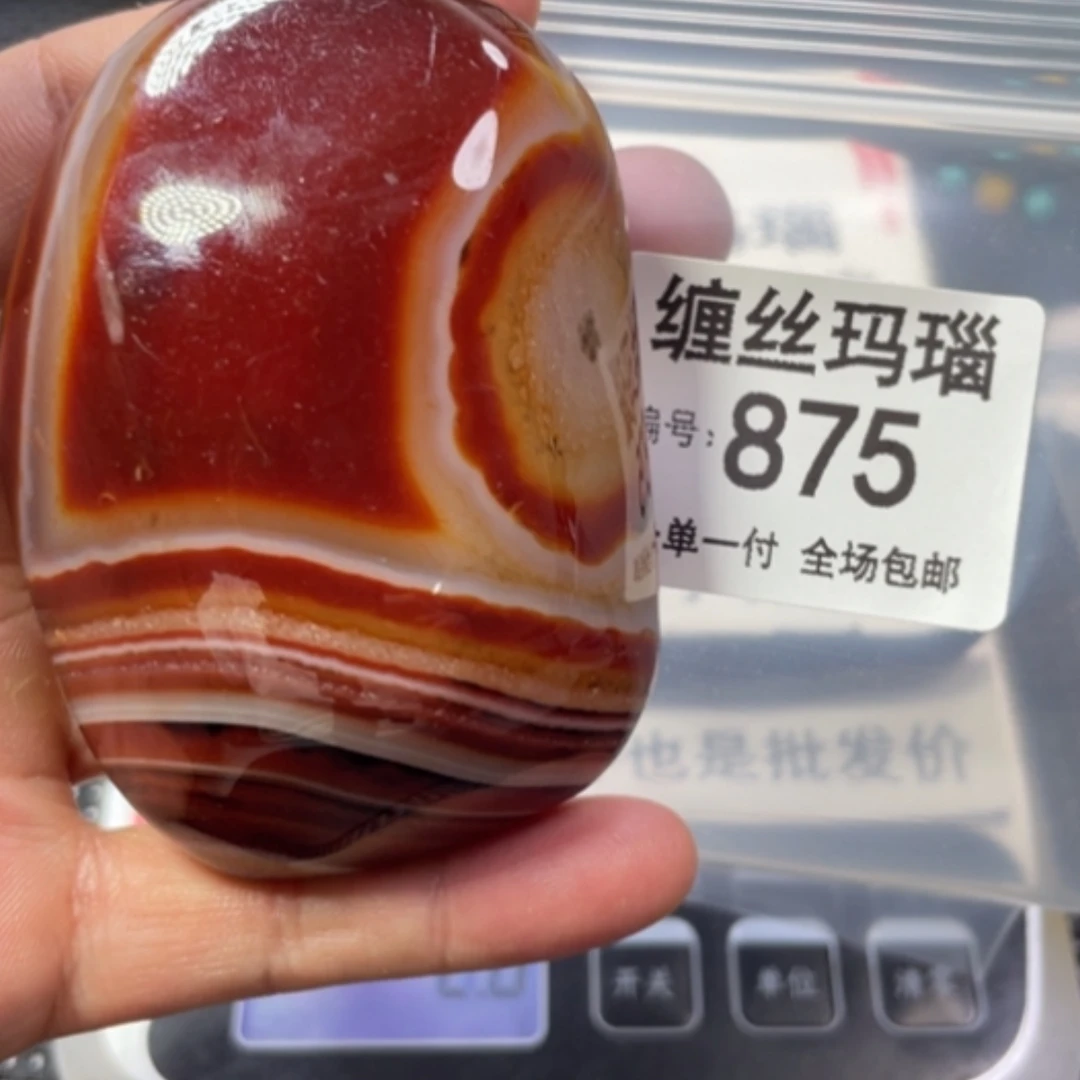 缠丝玛瑙
编号：875
单一付 全场包邮
也是批发价
开关
单位